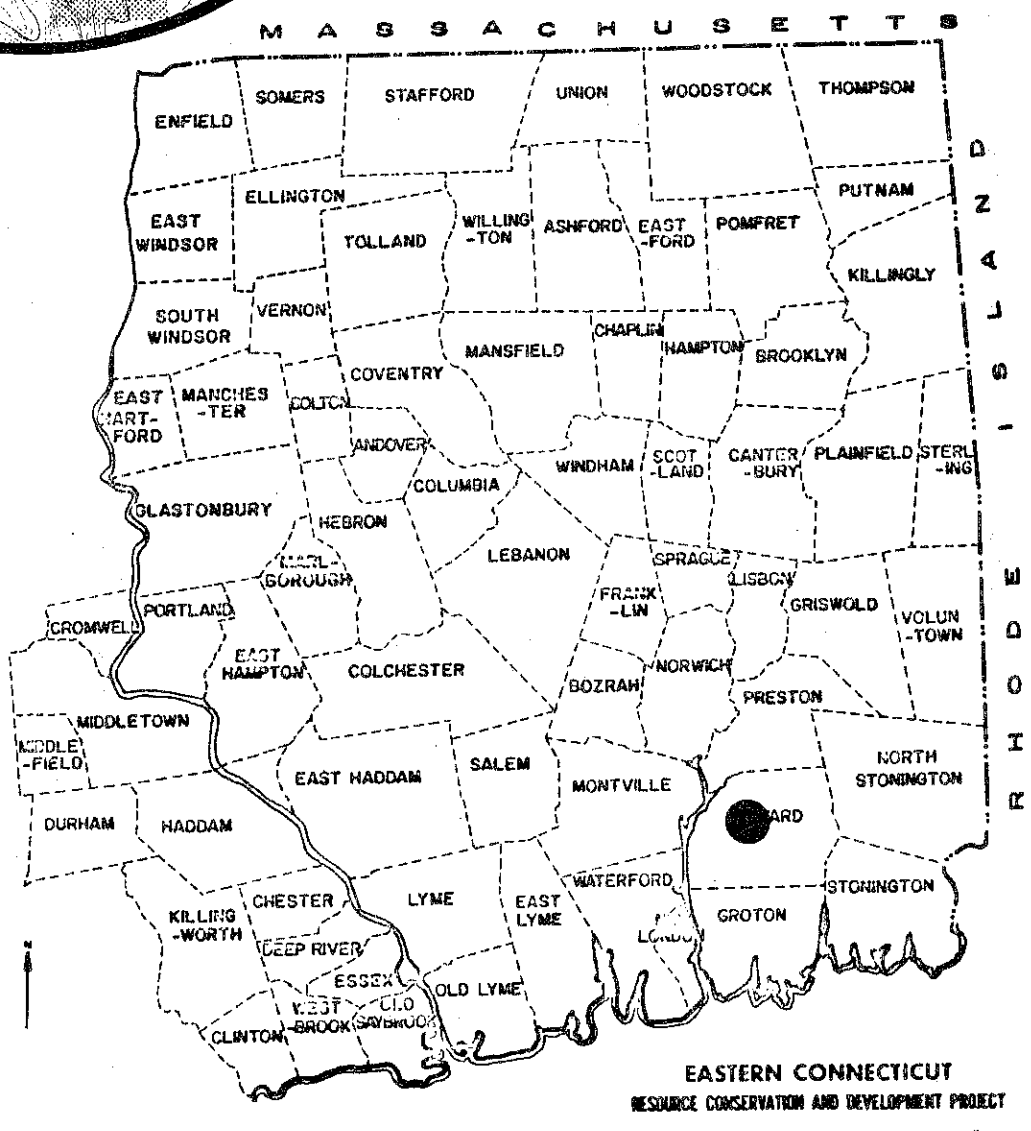 MASSACHUSETTS
SOMERS
STAFFORD
UNION
WOODSTOCK
THOMPSON
ENFIELD
RHODE ISLAND
ELLINGTON
PUTNAM
EAST
WINDSOR
TOLLAND
WILLING
-TON
ASHFORD
EAST
-FORD
POMFRET
KILLINGLY
SOUTH
WINDSOR
VERNON
MANSFIELD
CHAPLIN
HAMPTON
BROOKLYN
COVENTRY
EAST
HART-
FORD
MANCHES
-TER
BOLTON
ANDOVER
COLUMBIA
WINDHAM
SCOT
-LAND
CANTER
-BURY
PLAINFIELD
STERL
-ING
GLASTONBURY
HEBRON
LEBANON
MARL-
BOROUGH
SPRAGUE
LISBON
FRANK
-LIN
GRISWOLD
VOLUN
-TOWN
PORTLAND
CROMWELL
EAST
HAMPTON
COLCHESTER
BOZRAH
NORWICH
PRESTON
MIDDLETOWN
MIDDLE
-FIELD
EAST HADDAM
SALEM
MONTVILLE
NORTH
STONINGTON
DURHAM
HADDAM
ARD
WATERFORD
STONINGTON
CHESTER
LYME
EAST
LYME
GROTON
KILLING
-WORTH
LONDON
DEEP RIVER
ESSEX
OLD LYME
WEST
-BROOK
OLD
SAYBROOK
CLINTON
N
EASTERN CONNECTICUT
RESOURCE CONSERVATION AND DEVELOPMENT PROJECT